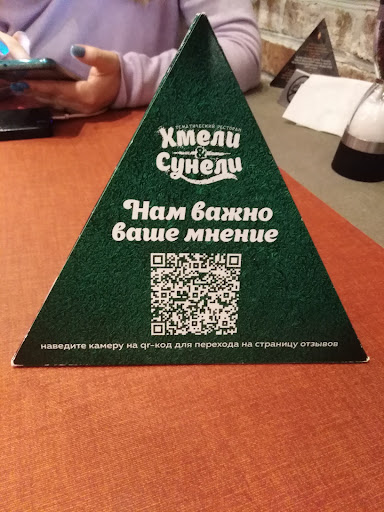 ТЕМАТИЧЕСКИЙ РЕСТОРАН
Хмели
&
Сунели
Нам важно
ваше мнение
наведите камеру на qr-код для перехода на страницу отзывов